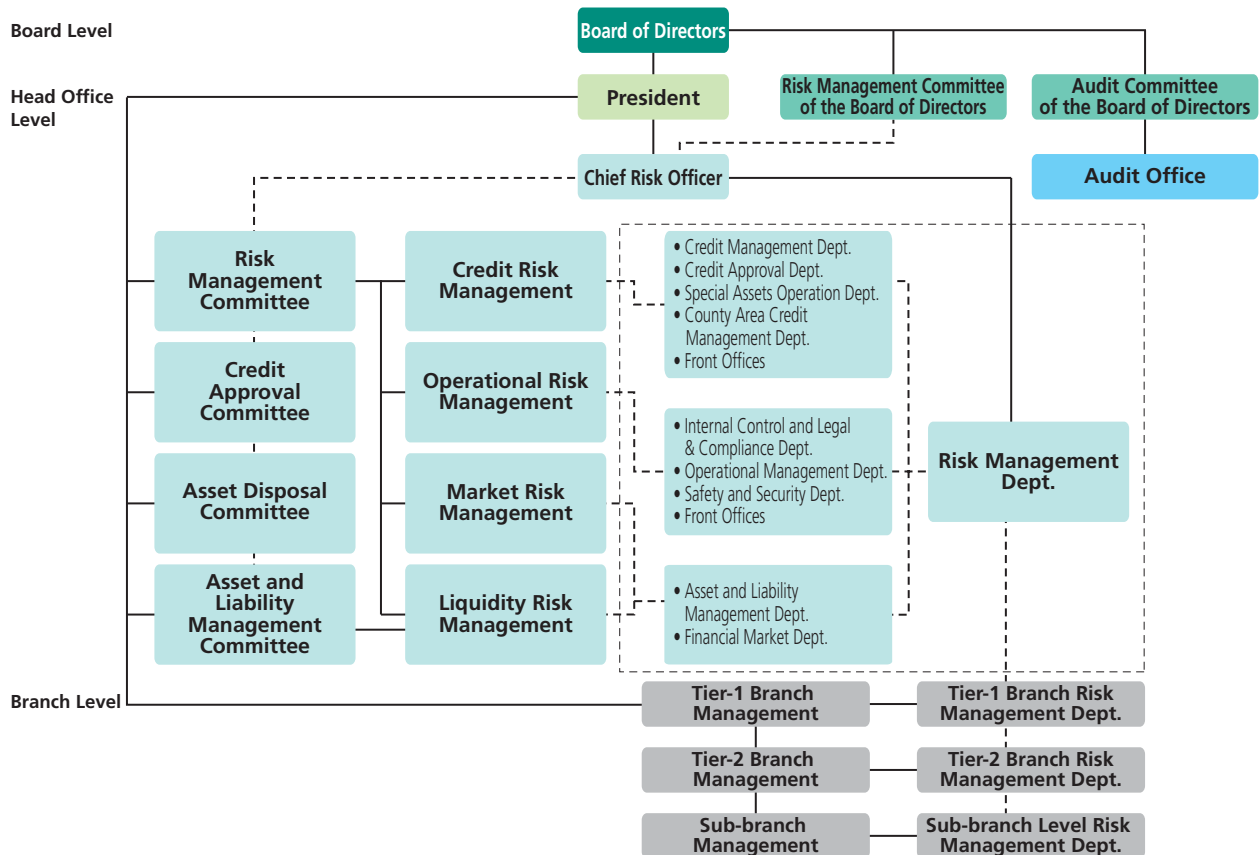 Board Level
Board of Directors
Head Office
Level
President
Risk Management Committee
of the Board of Directors
Audit Committee
of the Board of Directors
Chief Risk Officer
Audit Office
Risk
Management
Committee
Credit Risk
Management
• Credit Management Dept.
• Credit Approval Dept.
• Special Assets Operation Dept.
• County Area Credit
Management Dept.
• Front Offices
Credit
Approval
Committee
Operational Risk
Management
• Internal Control and Legal
& Compliance Dept.
• Operational Management Dept.
• Safety and Security Dept.
• Front Offices
Risk Management
Dept.
Asset Disposal
Committee
Market Risk
Management
Asset and
Liability
Management
Committee
Liquidity Risk
Management
• Asset and Liability
Management Dept.
• Financial Market Dept.
Branch Level
Tier-1 Branch
Management
Tier-1 Branch Risk
Management Dept.
Tier-2 Branch
Management
Tier-2 Branch Risk
Management Dept.
Sub-branch
Management
Sub-branch Level Risk
Management Dept.